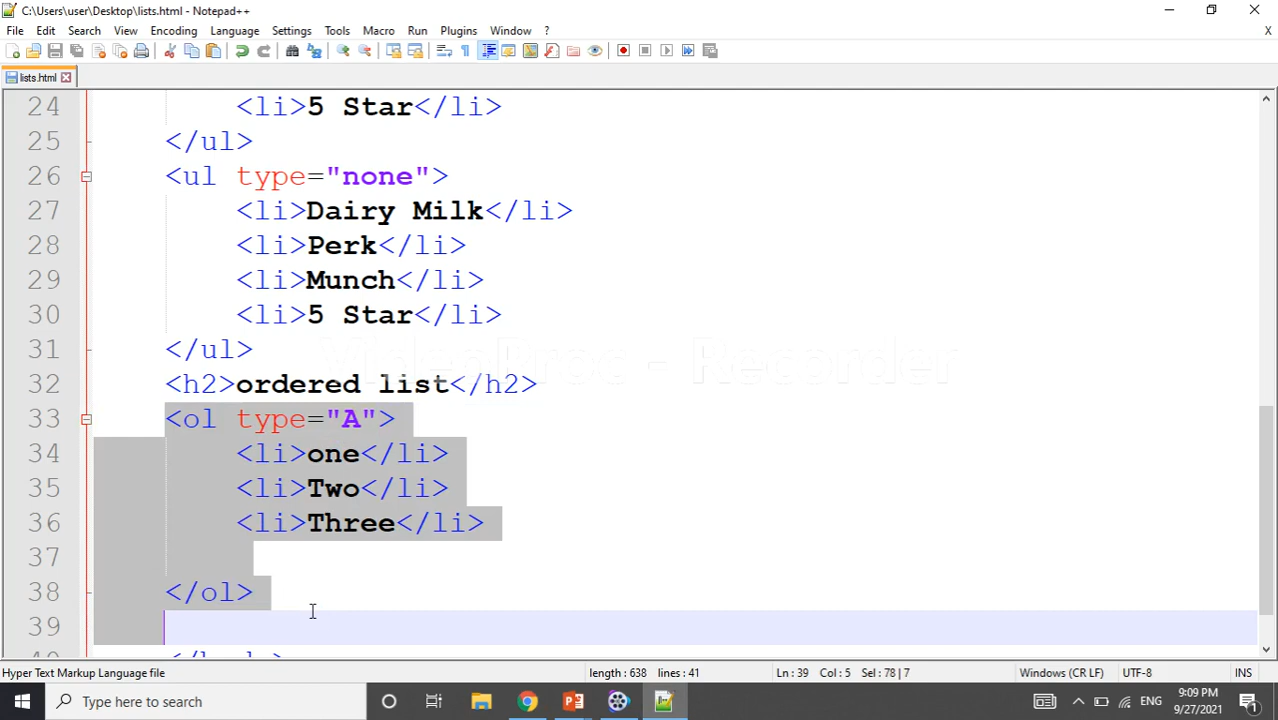 C:\Users\user\Desktop\lists.html - Notepad++
File Edit Search View Encoding Language Settings Tools Macro Run Plugins Window ? X
lists.html
24 <li>5 Star</li>
25 </ul>
26 <ul type="none">
27 <li>Dairy Milk</li>
28 <li>Perk</li>
29 <li>Munch</li>
30 <li>5 Star</li>
31 </ul>
VideoProc - Recorder
32 <h2>ordered list</h2>
33 <ol type="A">
34 <li>one</li>
35 <li>Two</li>
36 <li>Three</li>
37
38 </ol>
39
Hyper Text Markup Language file length : 638 lines : 41 Ln : 39 Col : 5 Sel : 78 | 7 Windows (CR LF) UTF-8 INS
Type here to search ENG 9:09 PM
9/27/2021 1